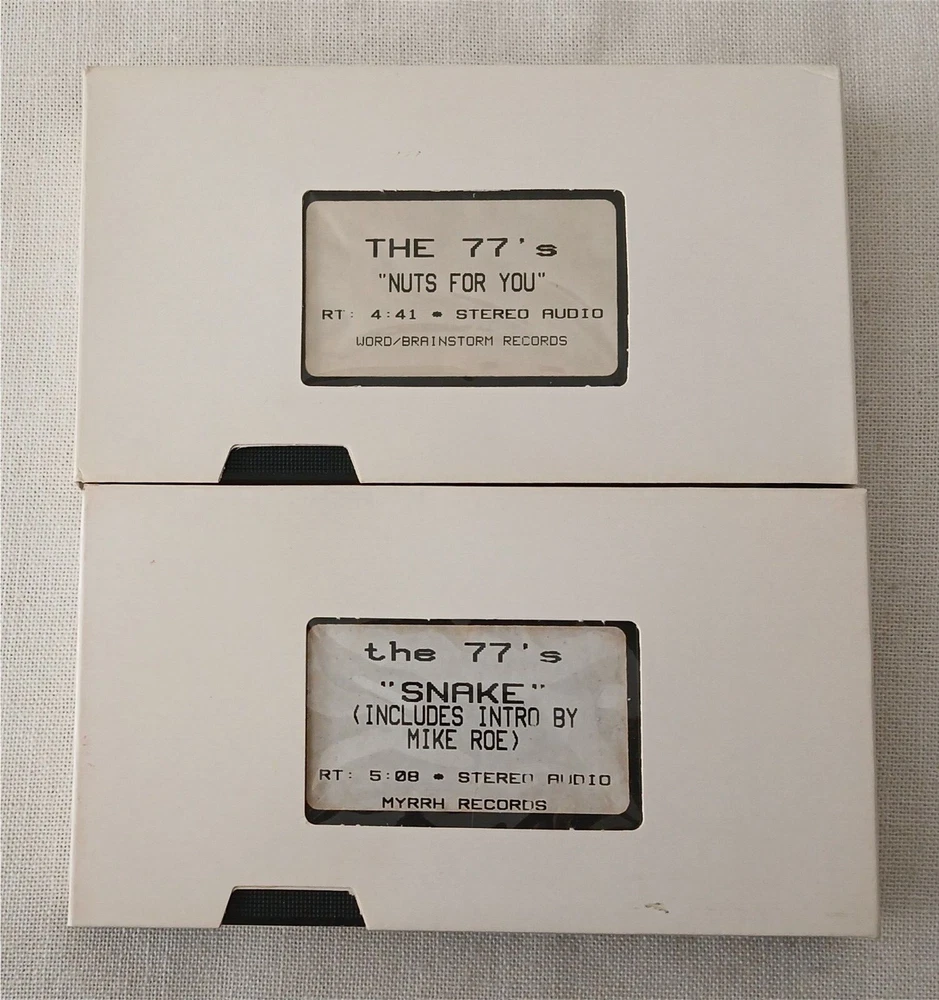 THE 77's
"NUTS FOR YOU"
RT: 4:41 * STEREO AUDIO
WORD/BRAINSTORM RECORDS
the 77's
"SNAKE"
(INCLUDES INTRO BY
MIKE ROE)
RT: 5:08 * STEREO AUDIO
MYRRH RECORDS